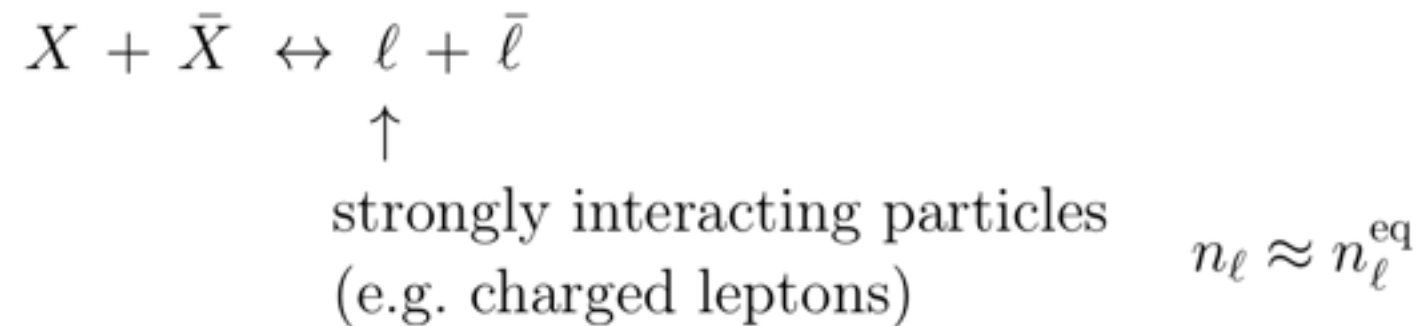 X + X̄ ↔ ℓ + ℓ̄
↑
strongly interacting particles
(e.g. charged leptons)
n_ℓ ≈ n_ℓ^eq